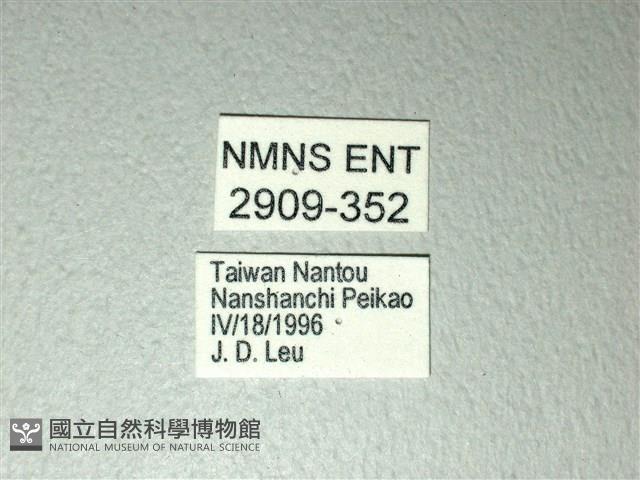 NMNS ENT
2909-352
Taiwan Nantou
Nanshanchi Peikao
IV/18/1996
J. D. Leu
國立自然科學博物館
NATIONAL MUSEUM OF NATURAL SCIENCE